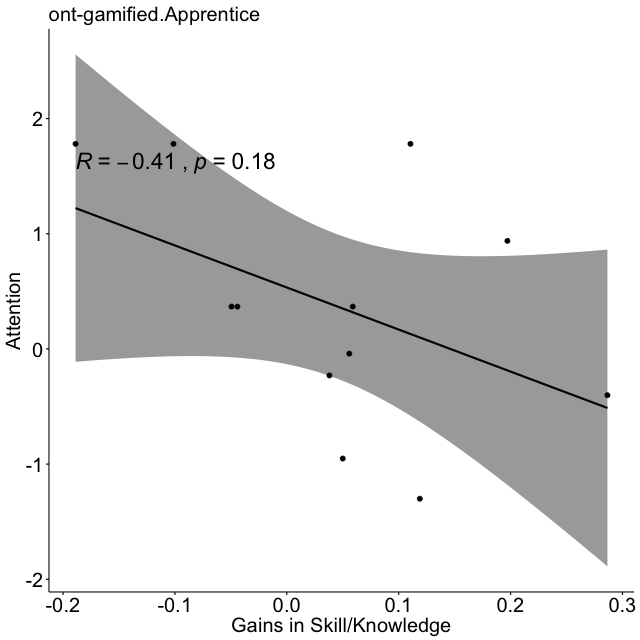 ont-gamified.Apprentice
2
R = −0.41 , p = 0.18
1
Attention
0
-1
-2
-0.2 -0.1 0.0 0.1 0.2 0.3
Gains in Skill/Knowledge